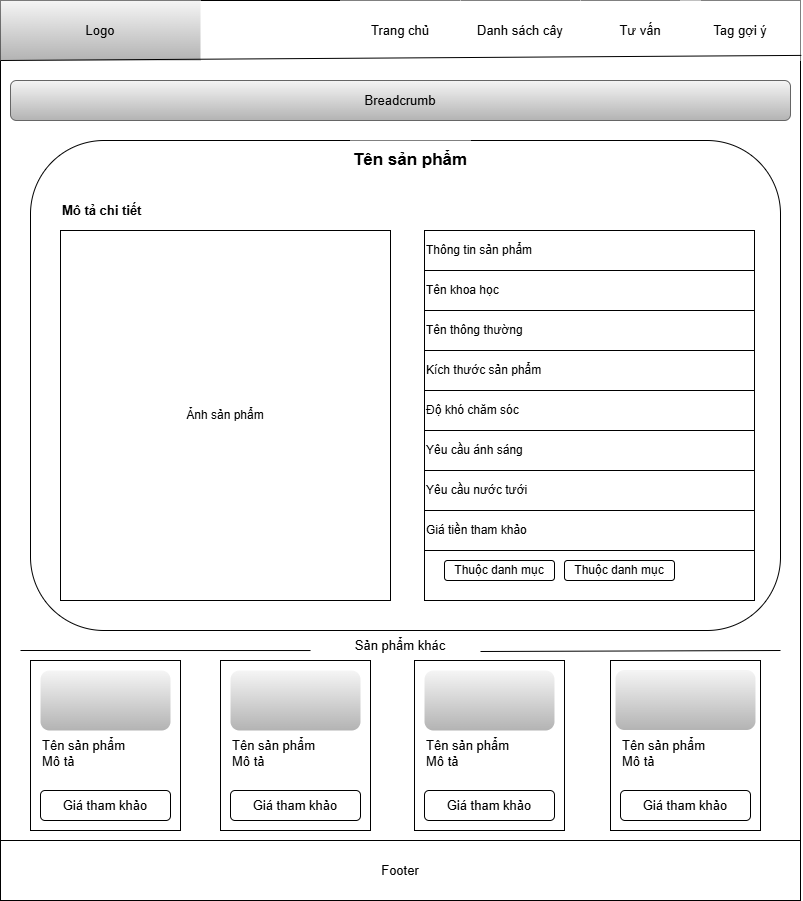 Logo
Trang chủ
Danh sách cây
Tư vấn
Tag gợi ý
Breadcrumb
Tên sản phẩm
Mô tả chi tiết
Ảnh sản phẩm
Thông tin sản phẩm
Tên khoa học
Tên thông thường
Kích thước sản phẩm
Độ khó chăm sóc
Yêu cầu ánh sáng
Yêu cầu nước tưới
Giá tiền tham khảo
Thuộc danh mục
Thuộc danh mục
Sản phẩm khác
Tên sản phẩm
Mô tả
Giá tham khảo
Tên sản phẩm
Mô tả
Giá tham khảo
Tên sản phẩm
Mô tả
Giá tham khảo
Tên sản phẩm
Mô tả
Giá tham khảo
Footer